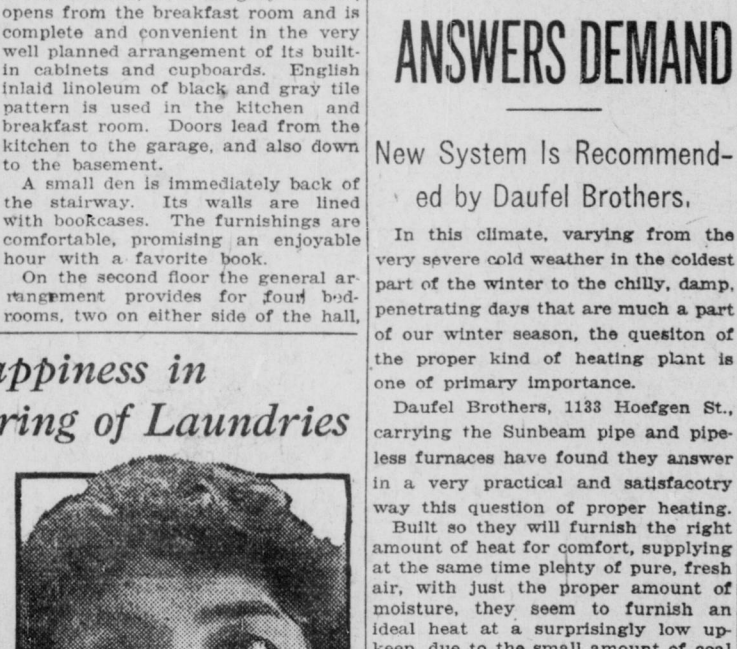 opens from the breakfast room and is
complete and convenient in the very
well planned arrangement of its built-
in cabinets and cupboards. English
inlaid linoleum of black and gray tile
pattern is used in the kitchen and
breakfast room. Doors lead from the
kitchen to the garage, and also down
to the basement.
A small den is immediately back of
the stairway. Its walls are lined
with bookcases. The furnishings are
comfortable, promising an enjoyable
hour with a favorite book.
On the second floor the general ar-
rangement provides for four bed-
rooms, two on either side of the hall,
appiness in
ring of Laundries
ANSWERS DEMAND
New System Is Recommend-
ed by Daufel Brothers.
In this climate, varying from the
very severe cold weather in the coldest
part of the winter to the chilly, damp,
penetrating days that are much a part
of our winter season, the quesiton of
the proper kind of heating plant is
one of primary importance.
Daufel Brothers, 1133 Hoefgen St.,
carrying the Sunbeam pipe and pipe-
less furnaces have found they answer
in a very practical and satisfacotry
way this question of proper heating.
Built so they will furnish the right
amount of heat for comfort, supplying
at the same time plenty of pure, fresh
air, with just the proper amount of
moisture, they seem to furnish an
ideal heat at a surprisingly low up-
keep, due to the small amount of coal